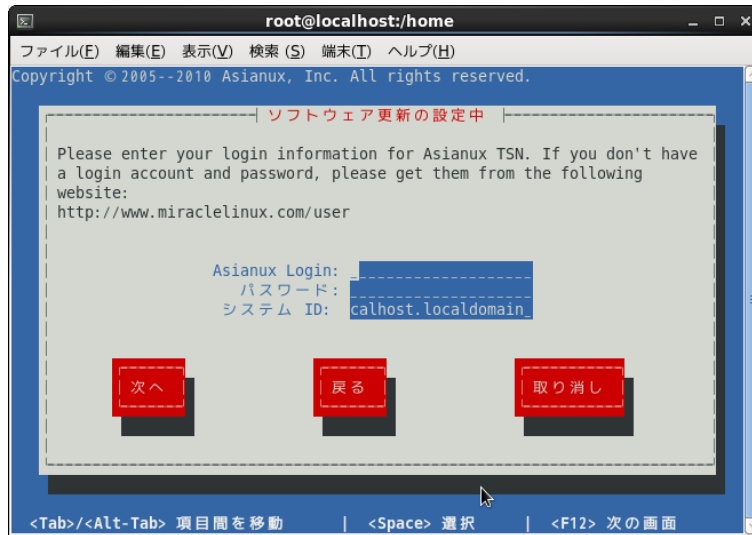 root@localhost:/home
ファイル(F) 編集(E) 表示(V) 検索 (S) 端末(T) ヘルプ(H)
Copyright © 2005--2010 Asianux, Inc. All rights reserved.
ソフトウェア更新の設定中
Please enter your login information for Asianux TSN. If you don't have
a login account and password, please get them from the following
website:
http://www.miraclelinux.com/user
Asianux Login:
パスワード:
システム ID: calhost.localdomain_
次へ 戻る 取り消し
<Tab>/<Alt-Tab> 項目間を移動 | <Space> 選択 | <F12> 次の画面